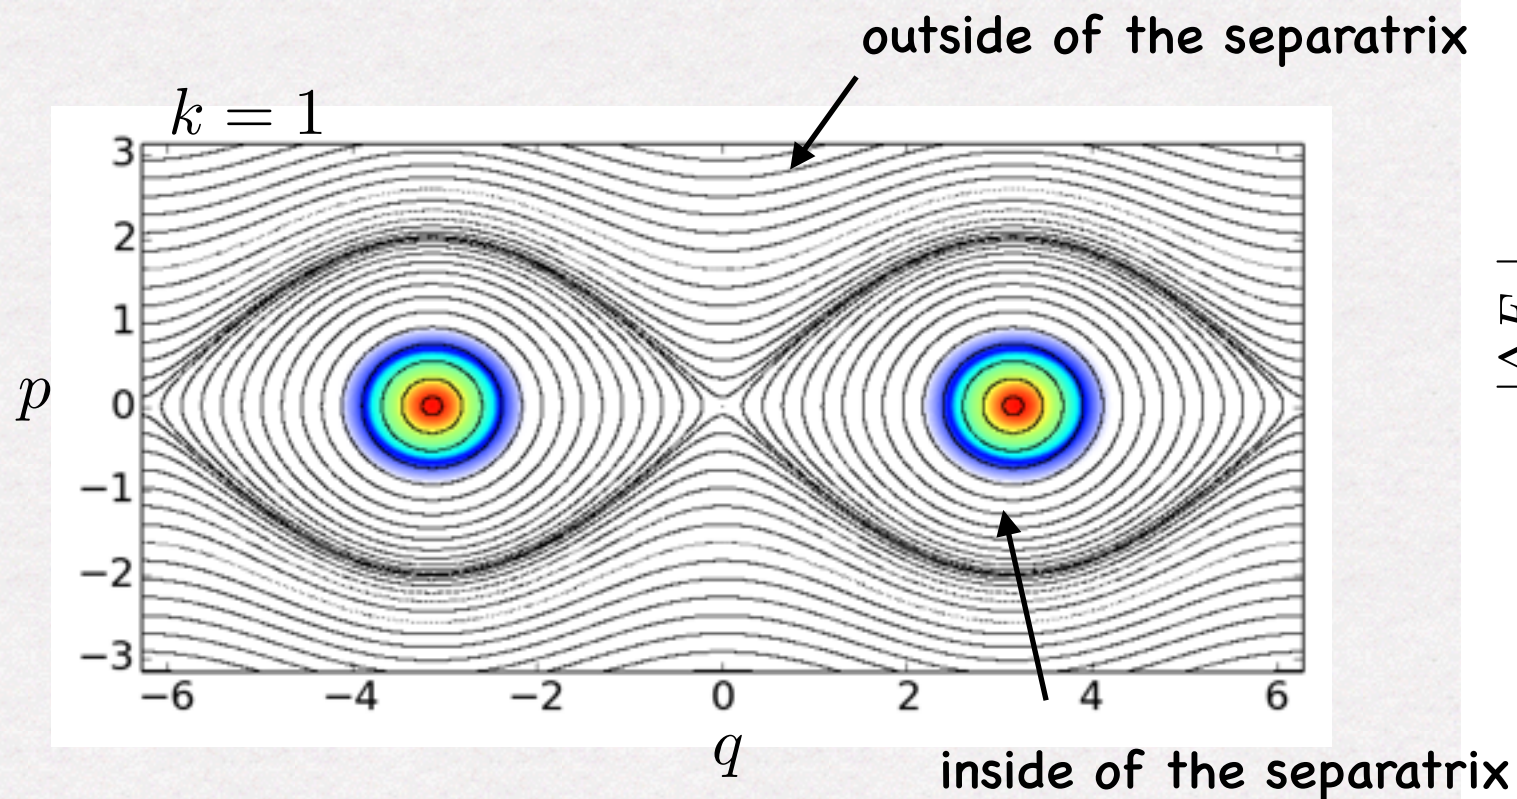 outside of the separatrix
k = 1
3
2
1
p
0
−1
−2
−3
−6 −4 −2 0 2 4 6
q
inside of the separatrix